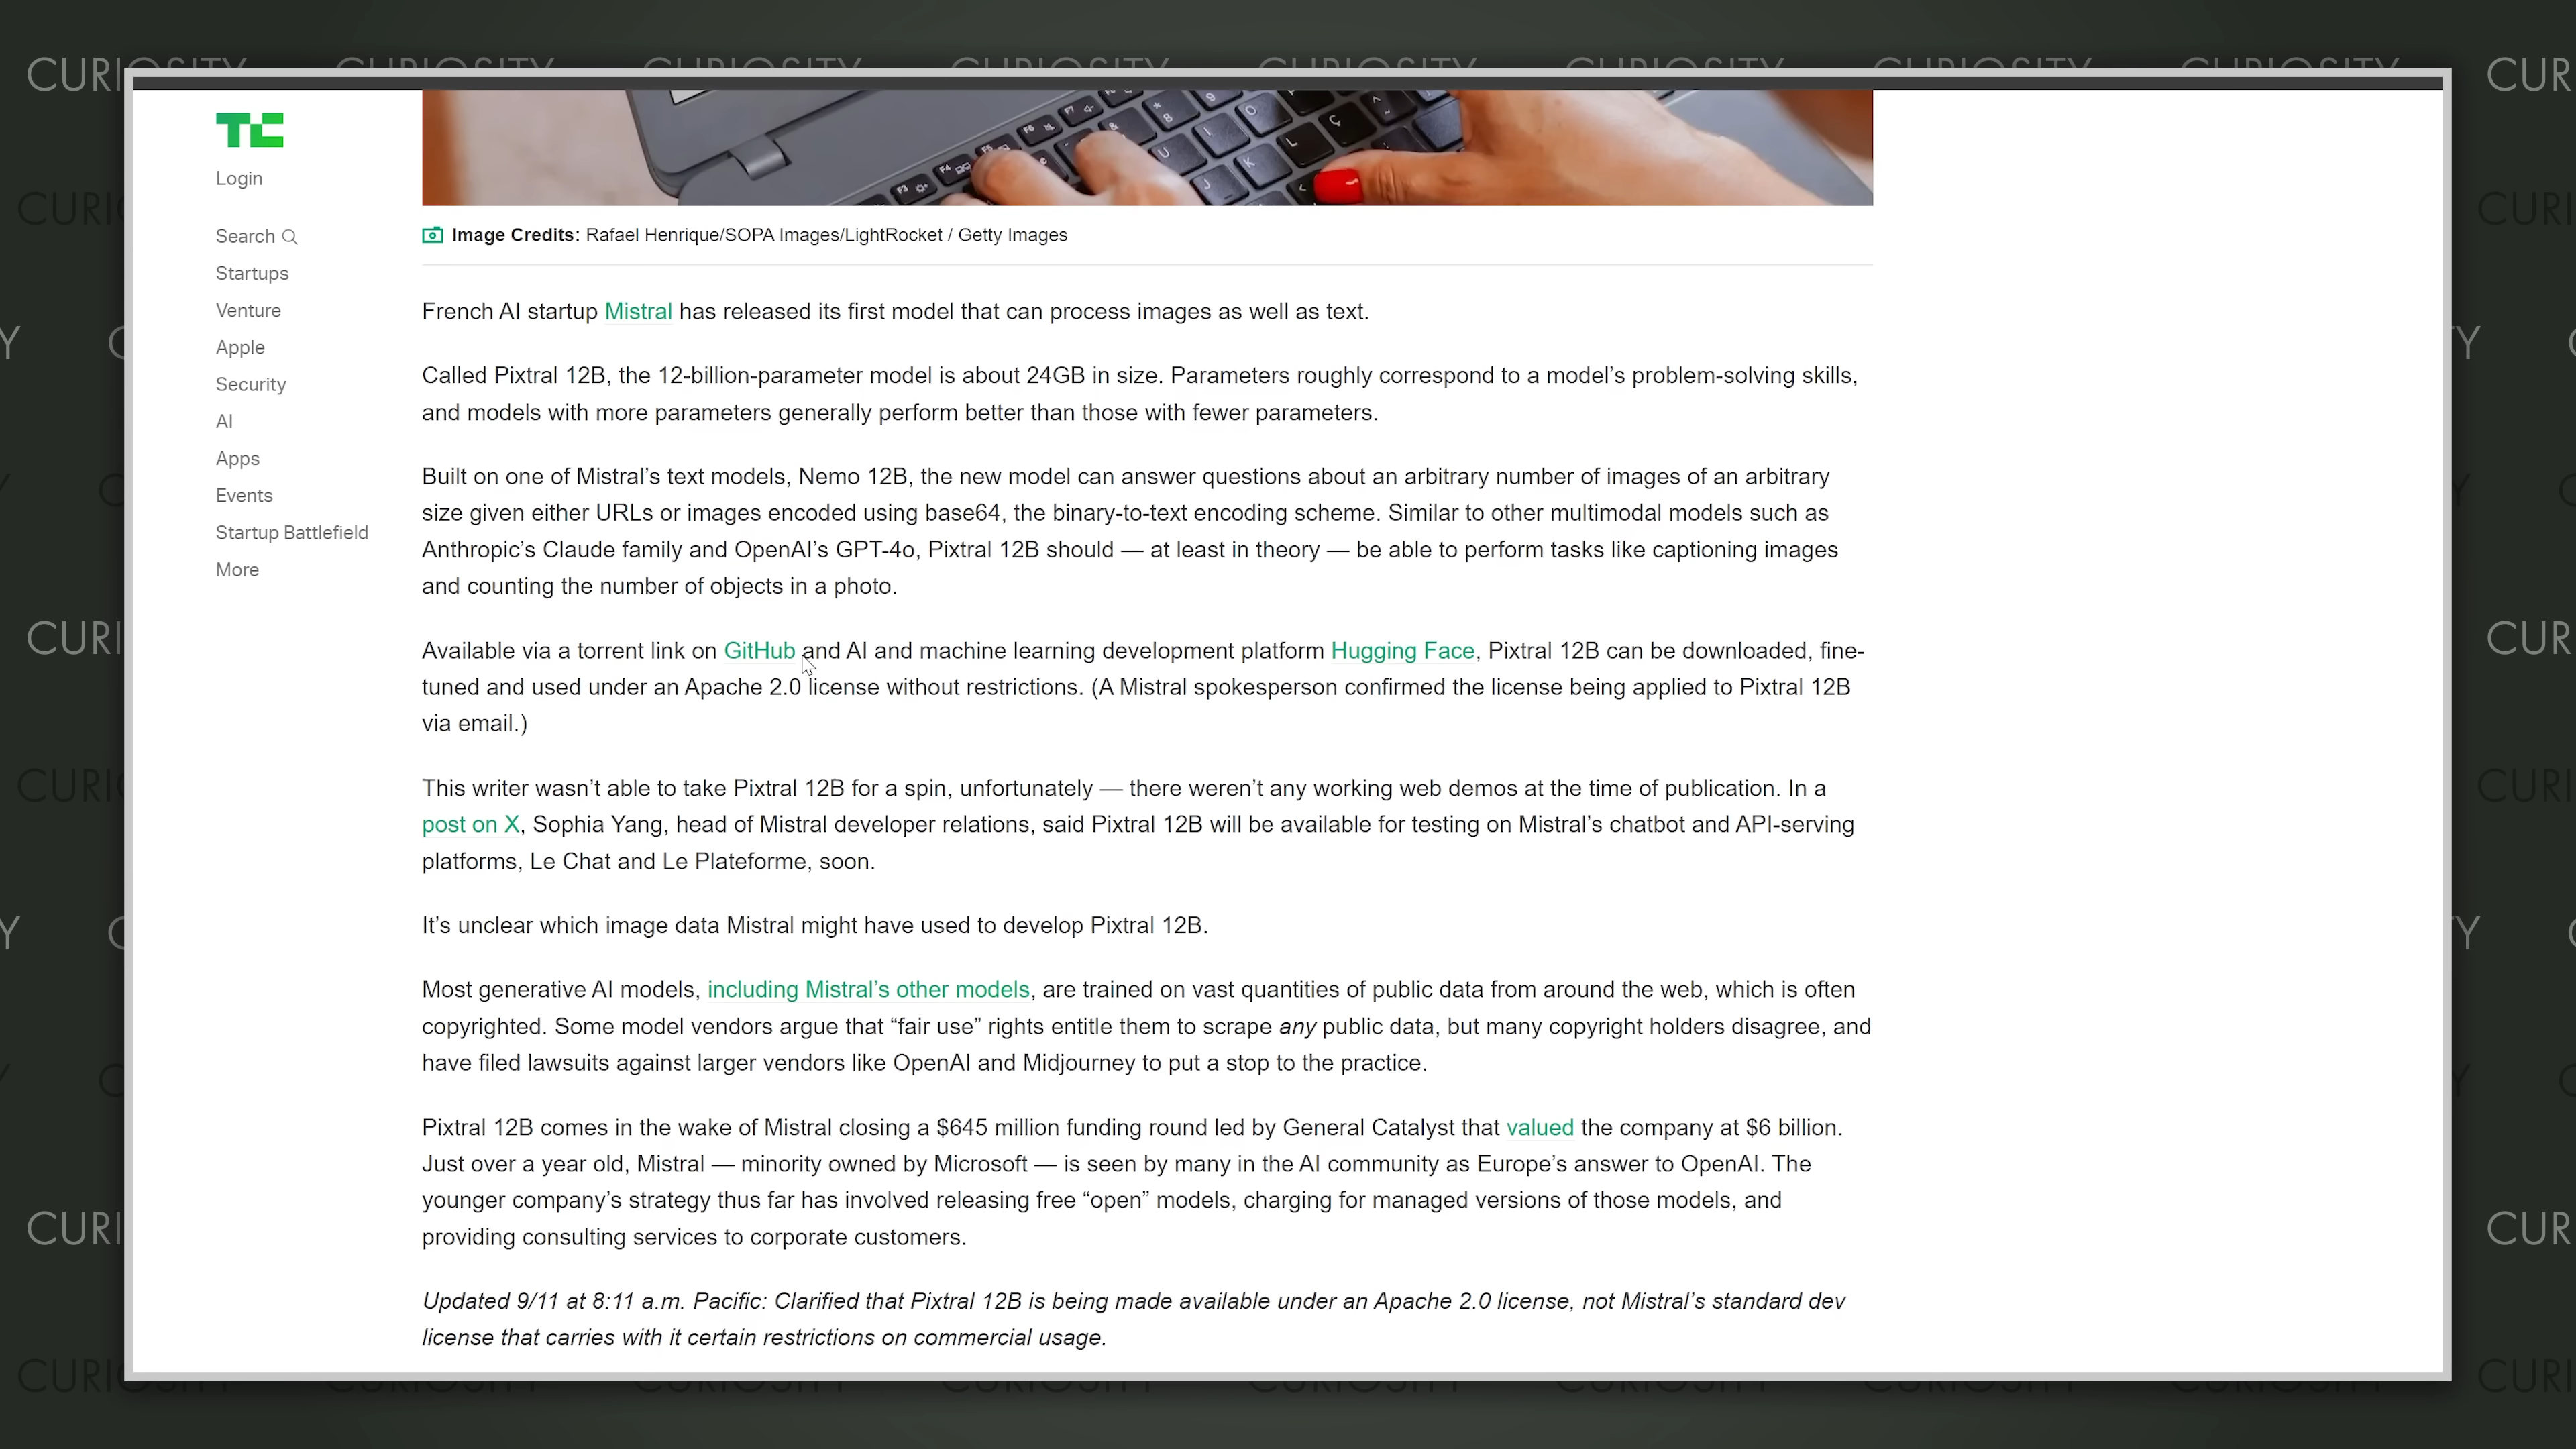 CURIOSITY CURIOSITY CURIOSITY CURIOSITY CURIOSITY CURIOSITY CURIOSITY CURIOSITY CUR
TC
Login
Search
Startups
Venture
Apple
Security
AI
Apps
Events
Startup Battlefield
More
Image Credits: Rafael Henrique/SOPA Images/LightRocket / Getty Images
French AI startup Mistral has released its first model that can process images as well as text.
Called Pixtral 12B, the 12-billion-parameter model is about 24GB in size. Parameters roughly correspond to a model’s problem-solving skills,
and models with more parameters generally perform better than those with fewer parameters.
Built on one of Mistral’s text models, Nemo 12B, the new model can answer questions about an arbitrary number of images of an arbitrary
size given either URLs or images encoded using base64, the binary-to-text encoding scheme. Similar to other multimodal models such as
Anthropic’s Claude family and OpenAI’s GPT-4o, Pixtral 12B should — at least in theory — be able to perform tasks like captioning images
and counting the number of objects in a photo.
Available via a torrent link on GitHub and AI and machine learning development platform Hugging Face, Pixtral 12B can be downloaded, fine-
tuned and used under an Apache 2.0 license without restrictions. (A Mistral spokesperson confirmed the license being applied to Pixtral 12B
via email.)
This writer wasn’t able to take Pixtral 12B for a spin, unfortunately — there weren’t any working web demos at the time of publication. In a
post on X, Sophia Yang, head of Mistral developer relations, said Pixtral 12B will be available for testing on Mistral’s chatbot and API-serving
platforms, Le Chat and Le Plateforme, soon.
It’s unclear which image data Mistral might have used to develop Pixtral 12B.
Most generative AI models, including Mistral’s other models, are trained on vast quantities of public data from around the web, which is often
copyrighted. Some model vendors argue that “fair use” rights entitle them to scrape any public data, but many copyright holders disagree, and
have filed lawsuits against larger vendors like OpenAI and Midjourney to put a stop to the practice.
Pixtral 12B comes in the wake of Mistral closing a $645 million funding round led by General Catalyst that valued the company at $6 billion.
Just over a year old, Mistral — minority owned by Microsoft — is seen by many in the AI community as Europe’s answer to OpenAI. The
younger company’s strategy thus far has involved releasing free “open” models, charging for managed versions of those models, and
providing consulting services to corporate customers.
Updated 9/11 at 8:11 a.m. Pacific: Clarified that Pixtral 12B is being made available under an Apache 2.0 license, not Mistral’s standard dev
license that carries with it certain restrictions on commercial usage.